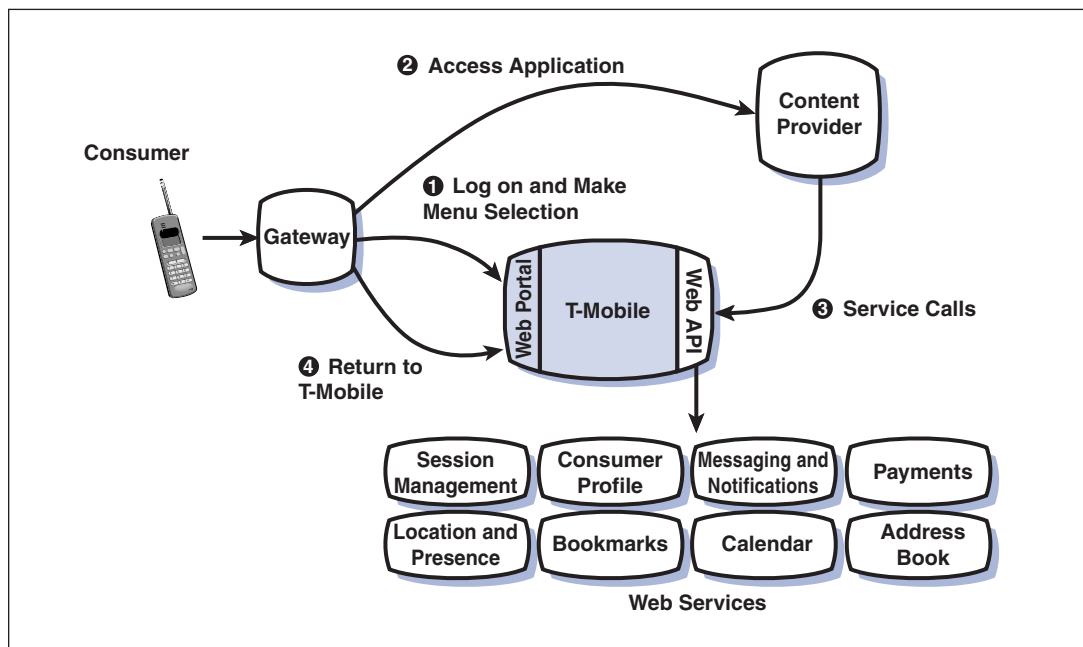 ❷ Access Application
Content
Provider
Consumer
❶ Log on and Make
Menu Selection
Gateway
Web Portal
T-Mobile
Web API
❸ Service Calls
❹ Return to
T-Mobile
Session
Management
Consumer
Profile
Messaging and
Notifications
Payments
Location and
Presence
Bookmarks
Calendar
Address
Book
Web Services